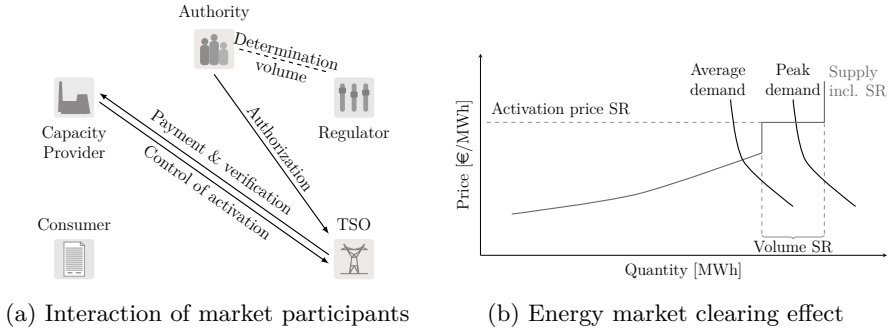 Authority
Determination
volume
Capacity
Provider
Regulator
Authorization
Payment & verification
Control of activation
Consumer
TSO
(a) Interaction of market participants
Price [€/MWh]
Activation price SR
Average
demand
Peak
demand
Supply
incl. SR
Volume SR
Quantity [MWh]
(b) Energy market clearing effect